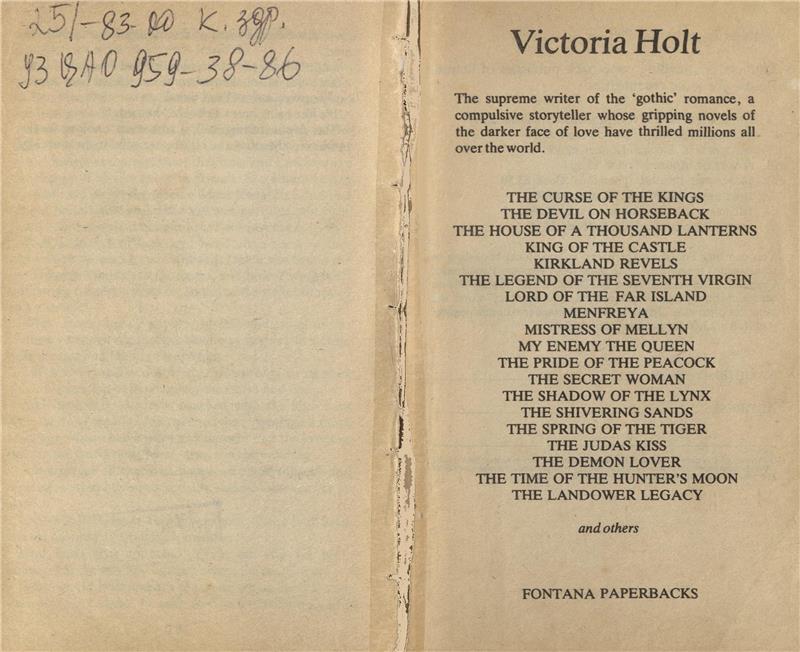 251-83-00 к. здр.
УЗ ЦАО 959-38-86
Victoria Holt
The supreme writer of the ‘gothic’ romance, a
compulsive storyteller whose gripping novels of
the darker face of love have thrilled millions all
over the world.
THE CURSE OF THE KINGS
THE DEVIL ON HORSEBACK
THE HOUSE OF A THOUSAND LANTERNS
KING OF THE CASTLE
KIRKLAND REVELS
THE LEGEND OF THE SEVENTH VIRGIN
LORD OF THE FAR ISLAND
MENFREYA
MISTRESS OF MELLYN
MY ENEMY THE QUEEN
THE PRIDE OF THE PEACOCK
THE SECRET WOMAN
THE SHADOW OF THE LYNX
THE SHIVERING SANDS
THE SPRING OF THE TIGER
THE JUDAS KISS
THE DEMON LOVER
THE TIME OF THE HUNTER'S MOON
THE LANDOWER LEGACY
and others
FONTANA PAPERBACKS